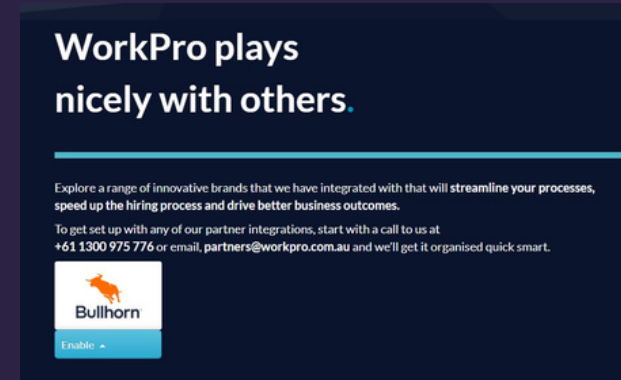 WorkPro plays
nicely with others.
Explore a range of innovative brands that we have integrated with that will streamline your processes,
speed up the hiring process and drive better business outcomes.
To get set up with any of our partner integrations, start with a call to us at
+61 1300 975 776 or email, partners@workpro.com.au and we'll get it organised quick smart.
Bullhorn
Enable